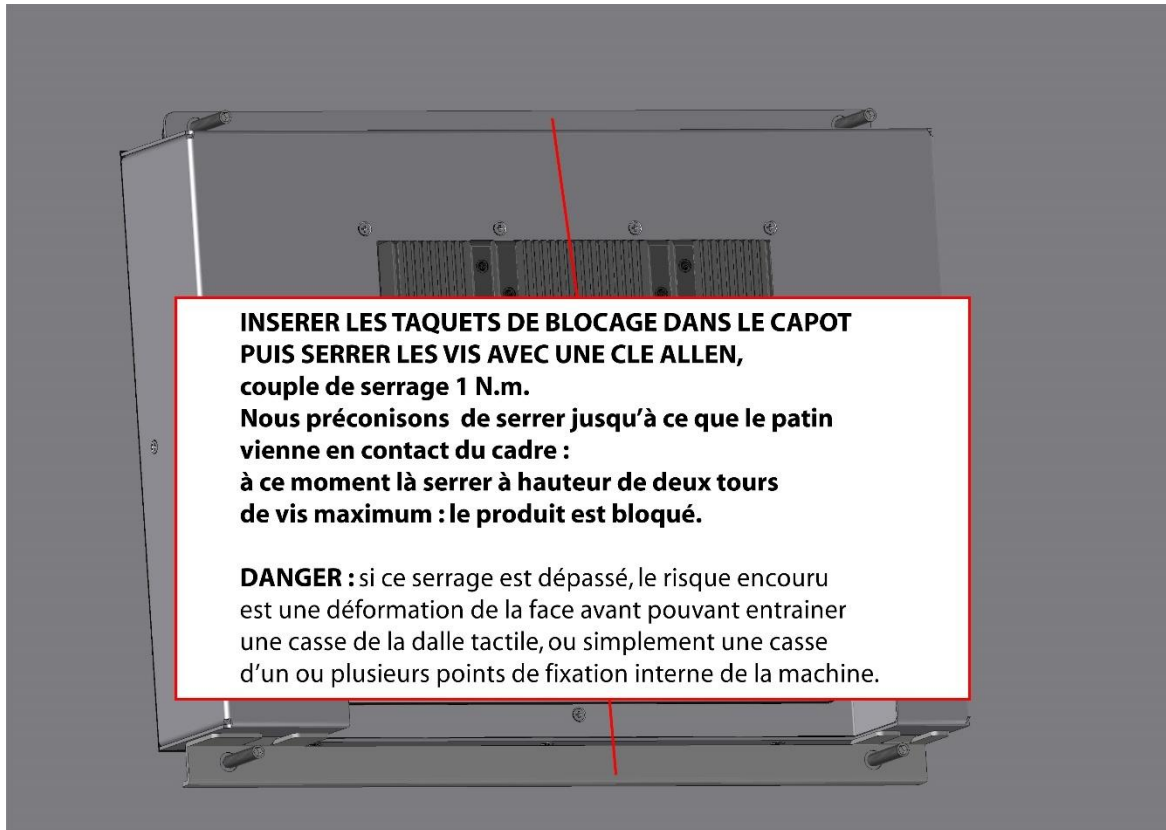 INSERER LES TAQUETS DE BLOCAGE DANS LE CAPOT
PUIS SERRER LES VIS AVEC UNE CLE ALLEN,
couple de serrage 1 N.m.
Nous préconisons  de serrer jusqu'à ce que le patin
vienne en contact du cadre :
à ce moment là serrer à hauteur de deux tours
de vis maximum : le produit est bloqué.
DANGER : si ce serrage est dépassé, le risque encouru
est une déformation de la face avant pouvant entrainer
une casse de la dalle tactile, ou simplement une casse
d'un ou plusieurs points de fixation interne de la machine.